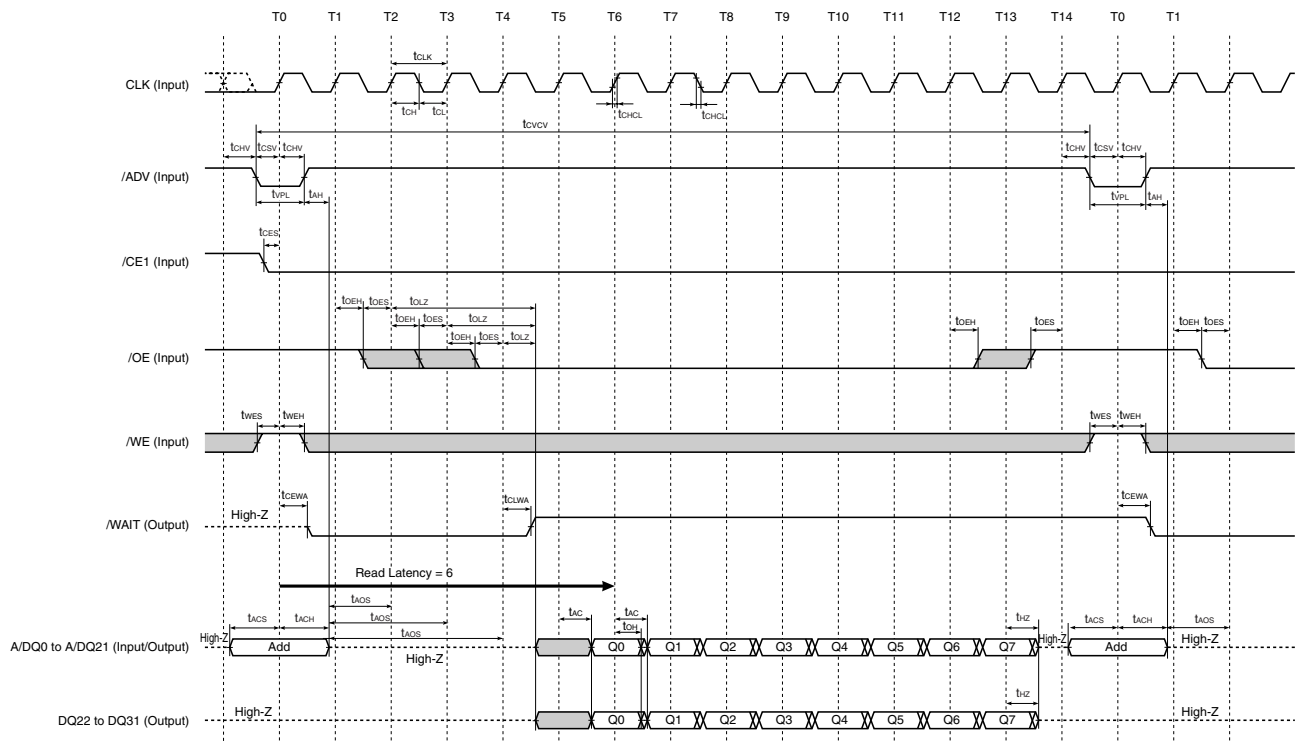 T0 T1 T2 T3 T4 T5 T6 T7 T8 T9 T10 T11 T12 T13 T14 T0 T1
tCLK
CLK (Input)
tCH tCL tCHCL tCHCL
tCVCV
tCHV tCSV tCHV tCHV tCSV tCHV
/ADV (Input)
tVPL tAH tVPL tAH
tCES
/CE1 (Input)
tOEH tOES tOLZ
tOEH tOES tOLZ tOEH tOES tOEH tOES
tOEH tOES tOLZ
/OE (Input)
tWES tWEH tWES tWEH
/WE (Input)
tCEWA tCLWA tCEWA
High-Z
/WAIT (Output)
Read Latency = 6
tAOS
tACS tACH tAOS tAC tAC tHZ tACS tACH tAOS
tAOS tOH
High-Z High-Z High-Z
A/DQ0 to A/DQ21 (Input/Output) Add Q0 Q1 Q2 Q3 Q4 Q5 Q6 Q7 Add
High-Z
tHZ
High-Z High-Z
DQ22 to DQ31 (Output) Q0 Q1 Q2 Q3 Q4 Q5 Q6 Q7